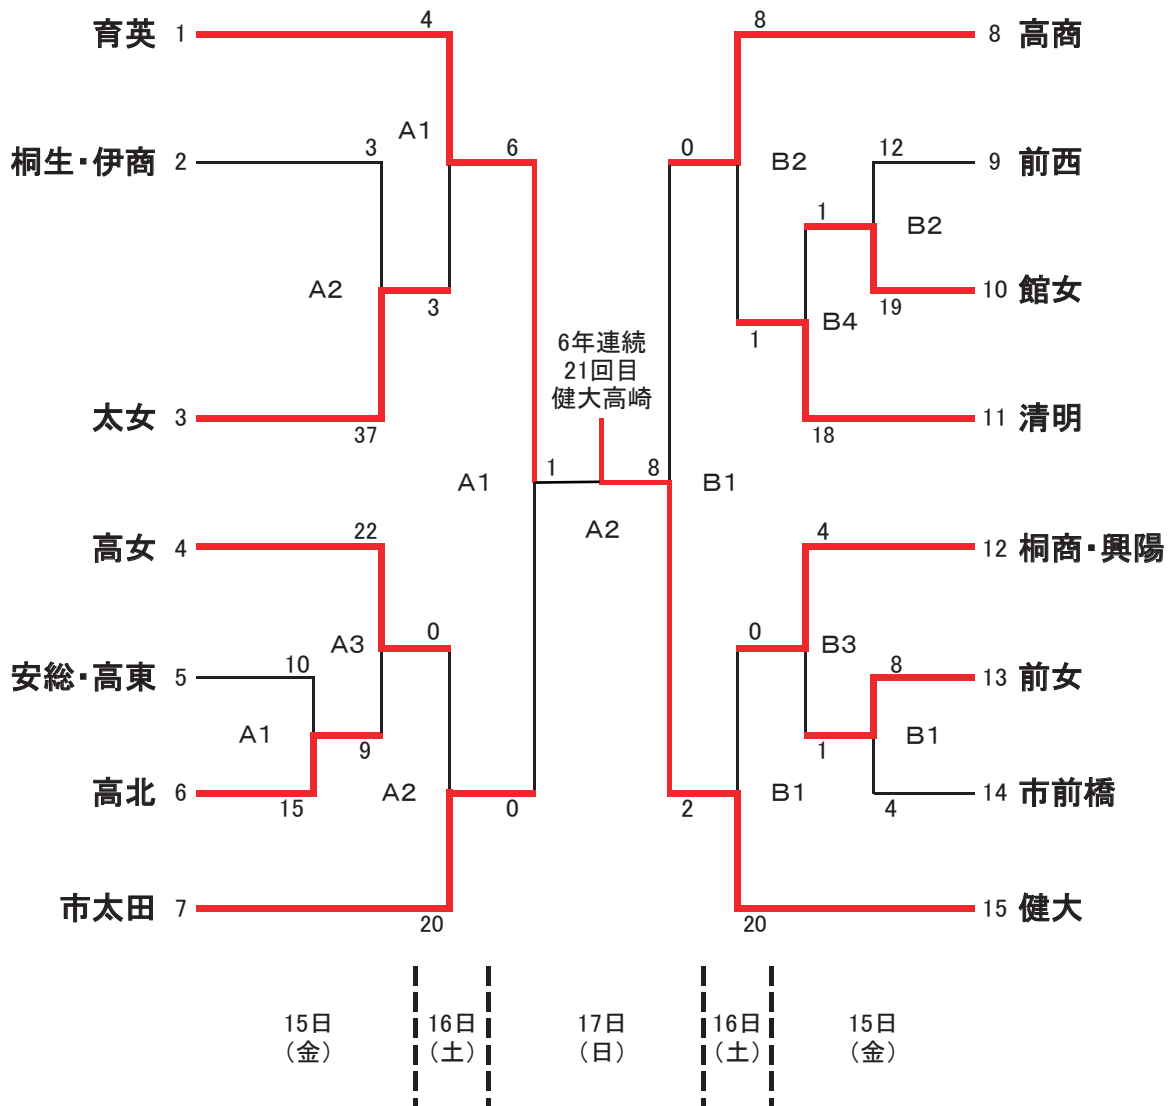 育英 1 4 8 8 高商
A1
桐生・伊商 2 3 6 0 B2 12 9 前西
1 B2
A2 3 10 館女
19
1 B4
6年連続
21回目
健大高崎
太女 3 37 18 11 清明
A1 1 8 B1
A2
高女 4 22 4 12 桐商・興陽
A3 0 0 B3
安総・高東 5 10 8 13 前女
A1 9 1 B1
高北 6 15 A2 0 2 B1 4 14 市前橋
市太田 7 20 20 15 健大
15日 16日 17日 16日 15日
(金) (土) (日) (土) (金)